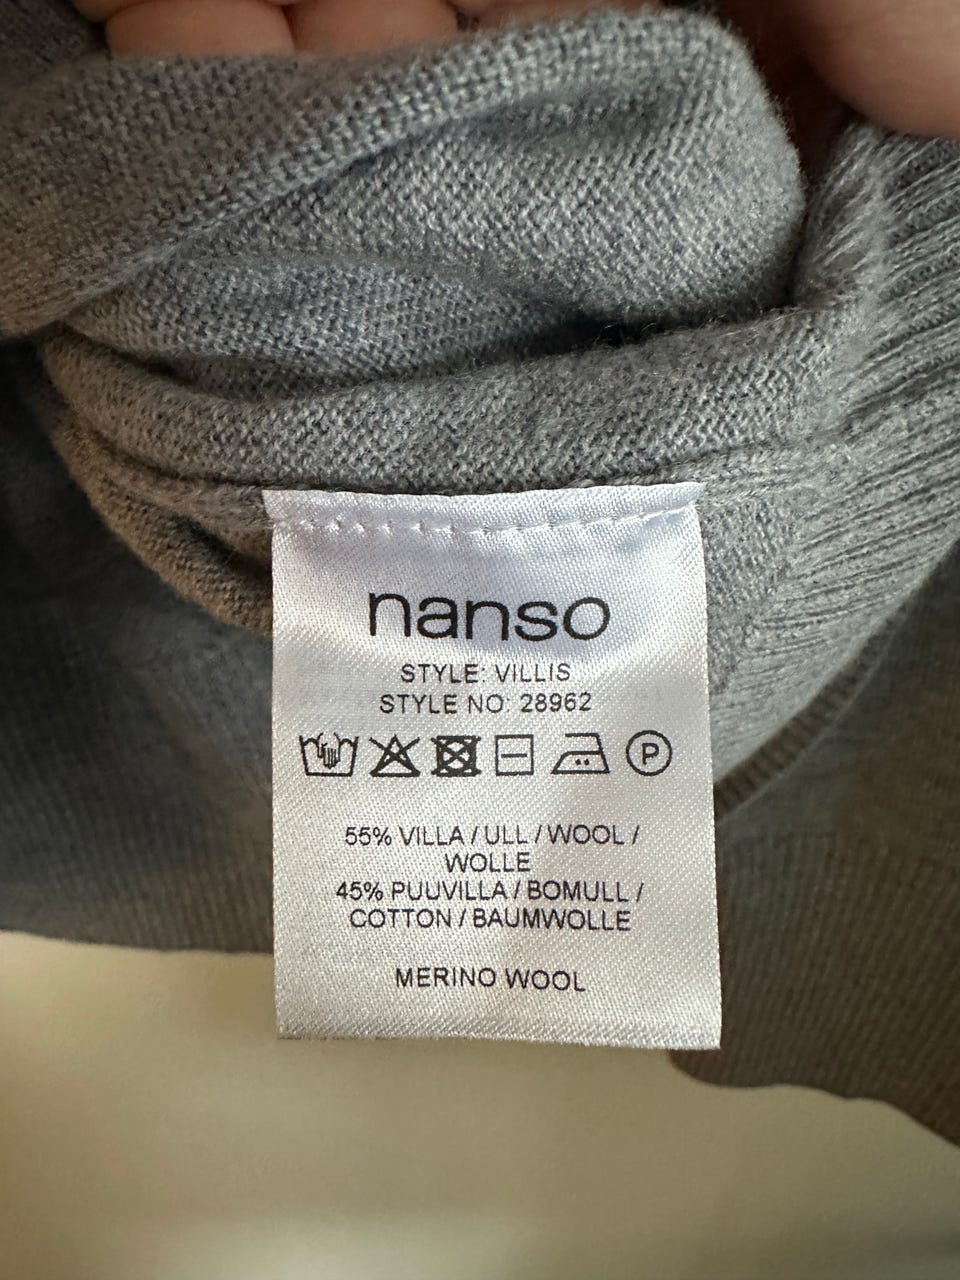 nanso
STYLE: VILLIS
STYLE NO: 28962
P
55% VILLA / ULL / WOOL /
WOLLE
45% PUUVILLA / BOMULL /
COTTON / BAUMWOLLE
MERINO WOOL